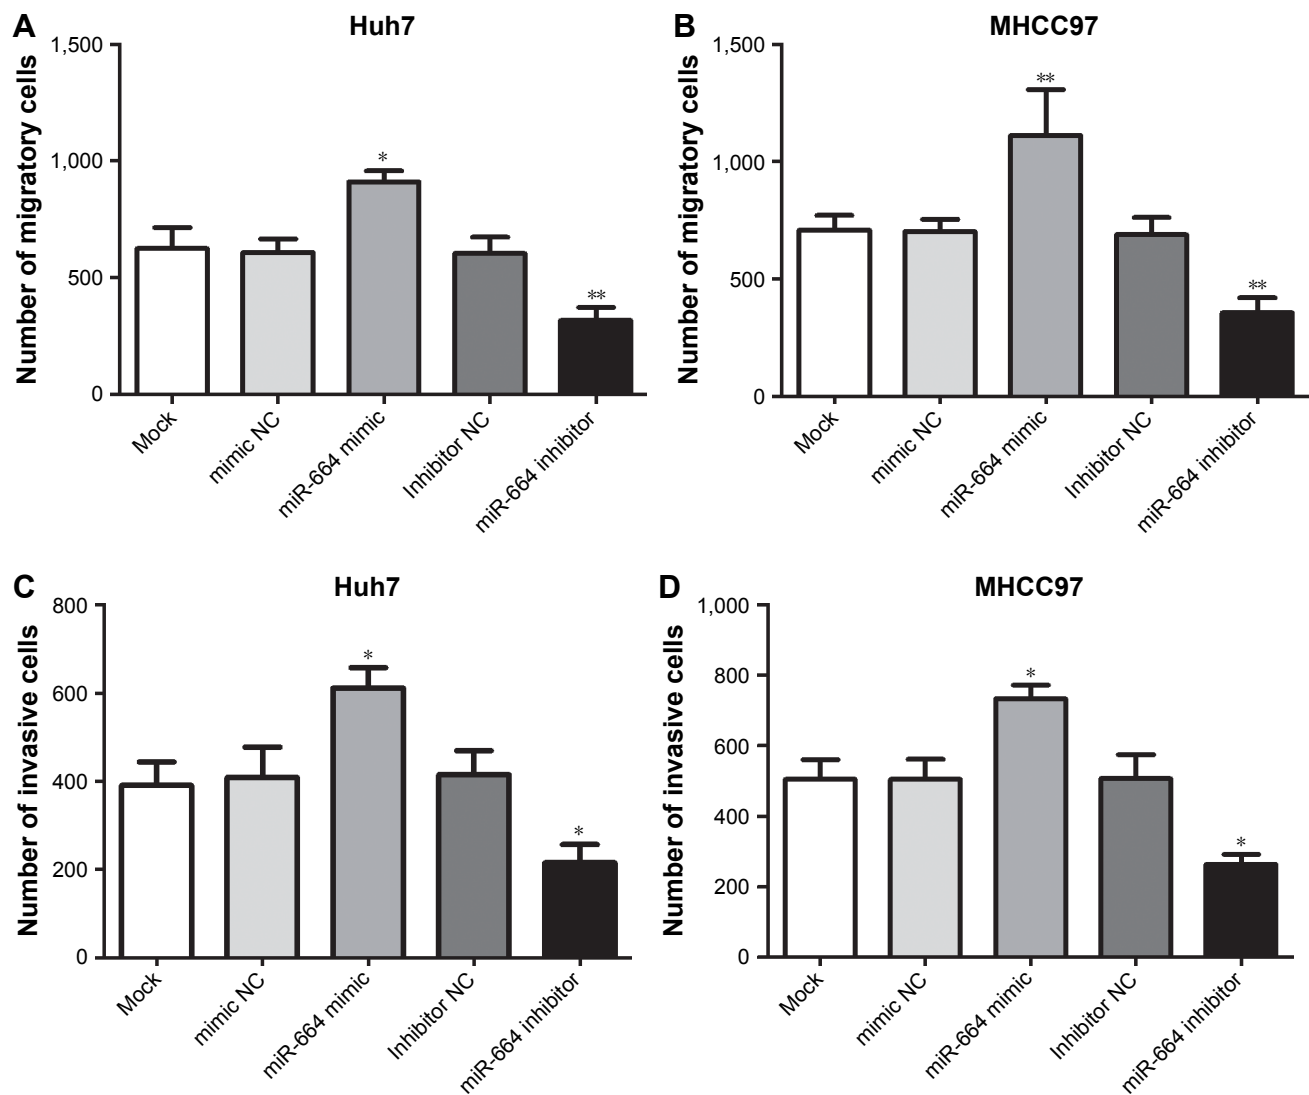 A
Huh7
Number of migratory cells
1,500
1,000
500
0
*
**
Mock
mimic NC
miR-664 mimic
Inhibitor NC
miR-664 inhibitor
B
MHCC97
Number of migratory cells
1,500
1,000
500
0
**
**
Mock
mimic NC
miR-664 mimic
Inhibitor NC
miR-664 inhibitor
C
Huh7
Number of invasive cells
800
600
400
200
0
*
*
Mock
mimic NC
miR-664 mimic
Inhibitor NC
miR-664 inhibitor
D
MHCC97
Number of invasive cells
1,000
800
600
400
200
0
*
*
Mock
mimic NC
miR-664 mimic
Inhibitor NC
miR-664 inhibitor